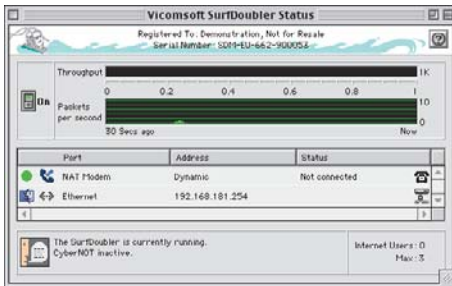 Vicomsoft SurfDoubler Status
Registered To: Demonstration, Not for Resale
Serial Number: SDM-EU-662-900053
Throughput
1K
0 0.2 0.4 0.6 0.8 1
On
Packets per second
10
0
30 Secs ago
Now
Port Address Status
NAT Modem Dynamic Not connected
Ethernet 192.168.181.254
The SurfDoubler is currently running.
CyberNOT inactive.
Internet Users: 0
Max: 3